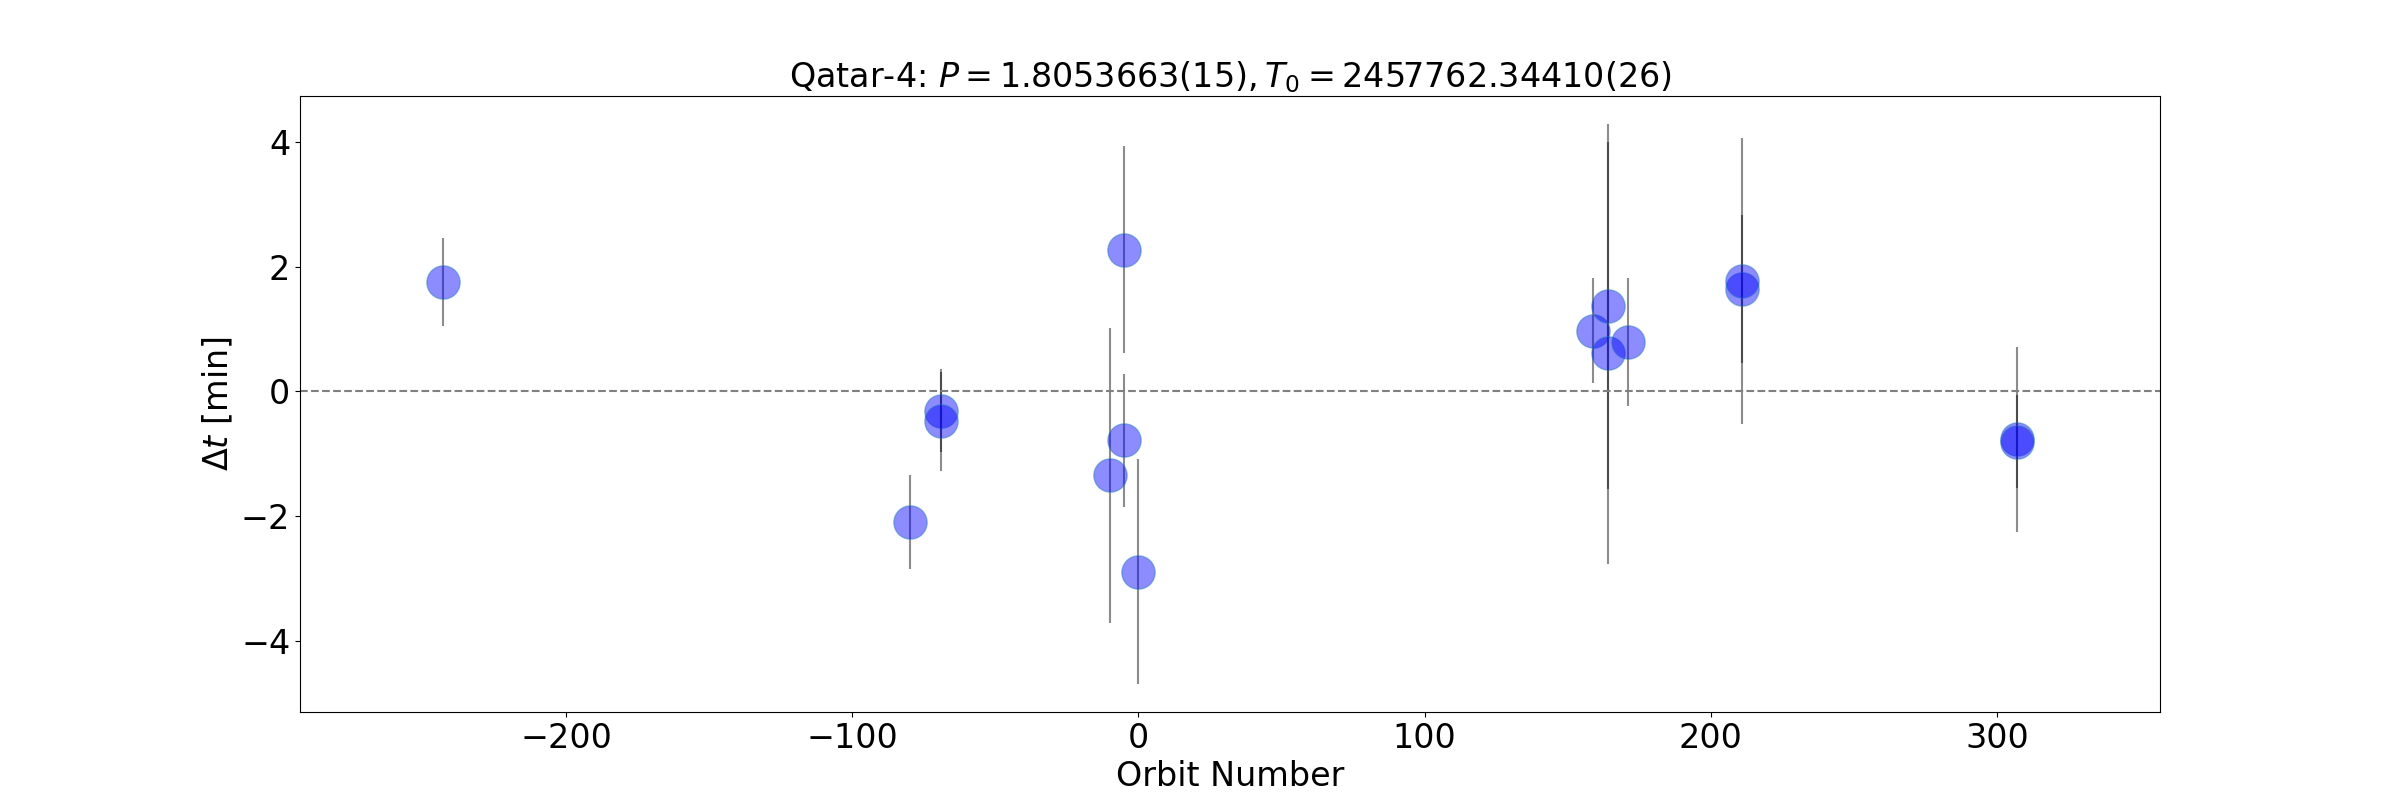 Qatar-4: P = 1.8053663(15), T₀ = 2457762.34410(26)
4
2
0
−2
−4
Δt [min]
−200 −100 0 100 200 300
Orbit Number